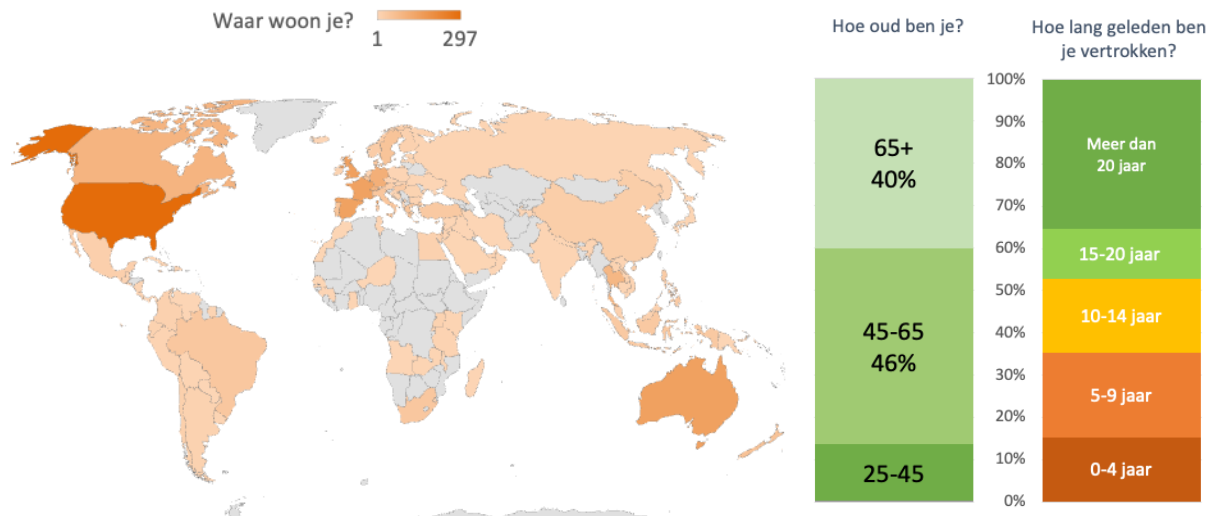 Waar woon je?
1 297
Hoe oud ben je?
65+
40%
45-65
46%
25-45
Hoe lang geleden ben
je vertrokken?
100%
90%
80%
70%
60%
50%
40%
30%
20%
10%
0%
Meer dan
20 jaar
15-20 jaar
10-14 jaar
5-9 jaar
0-4 jaar